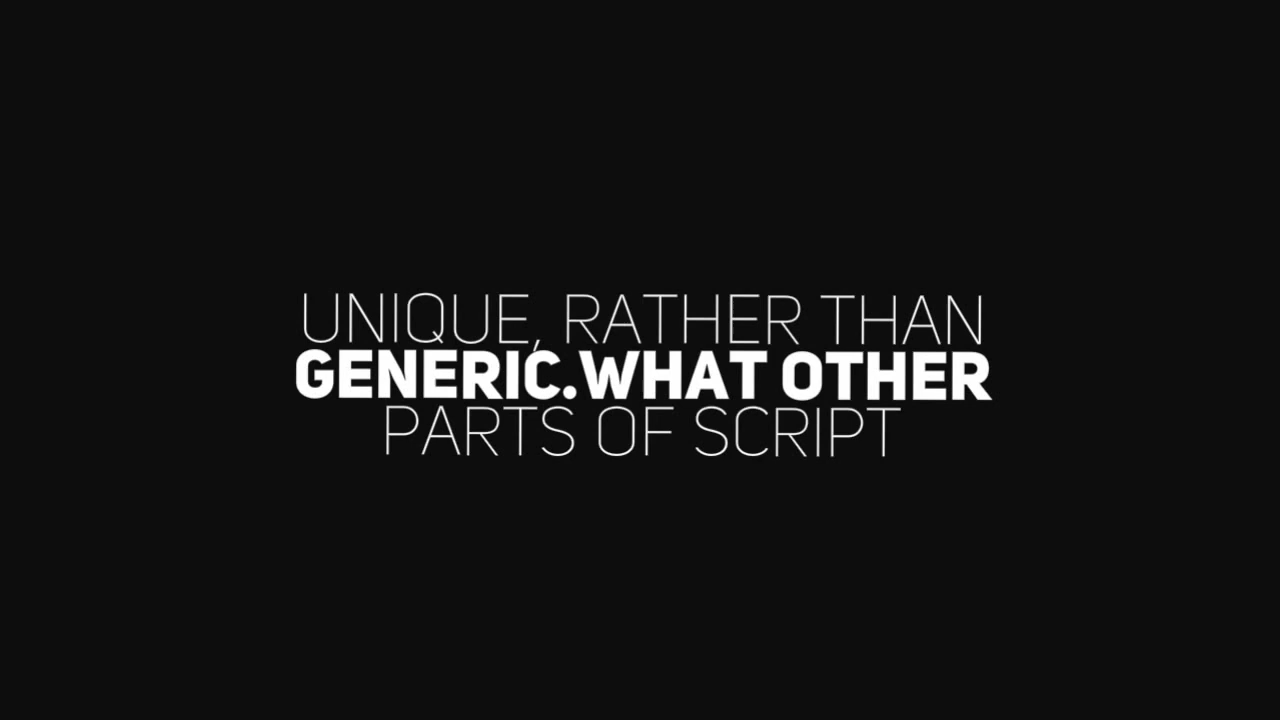 UNIQUE, RATHER THAN
GENERIC.WHAT OTHER
PARTS OF SCRIPT